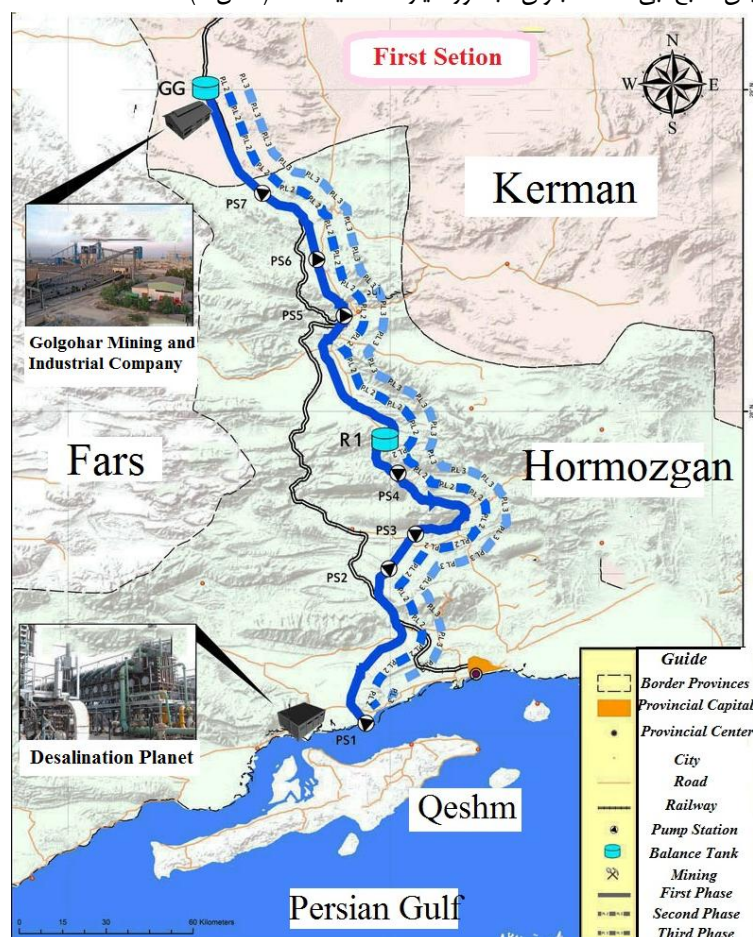 First Setion
N
W E
S
GG
Kerman
PS7
PS6
PS5
Golgohar Mining and
Industrial Company
Fars
R1
Hormozgan
PS4
PS3
PS2
Desalination Planet
PS1
Qeshm
Persian Gulf
0 15 30 60 Kilometers
Guide
Border Provinces
Provincial Capital
Provincial Center
City
Road
Railway
Pump Station
Balance Tank
Mining
First Phase
Second Phase
Third Phase
P.L 2
P.L 3